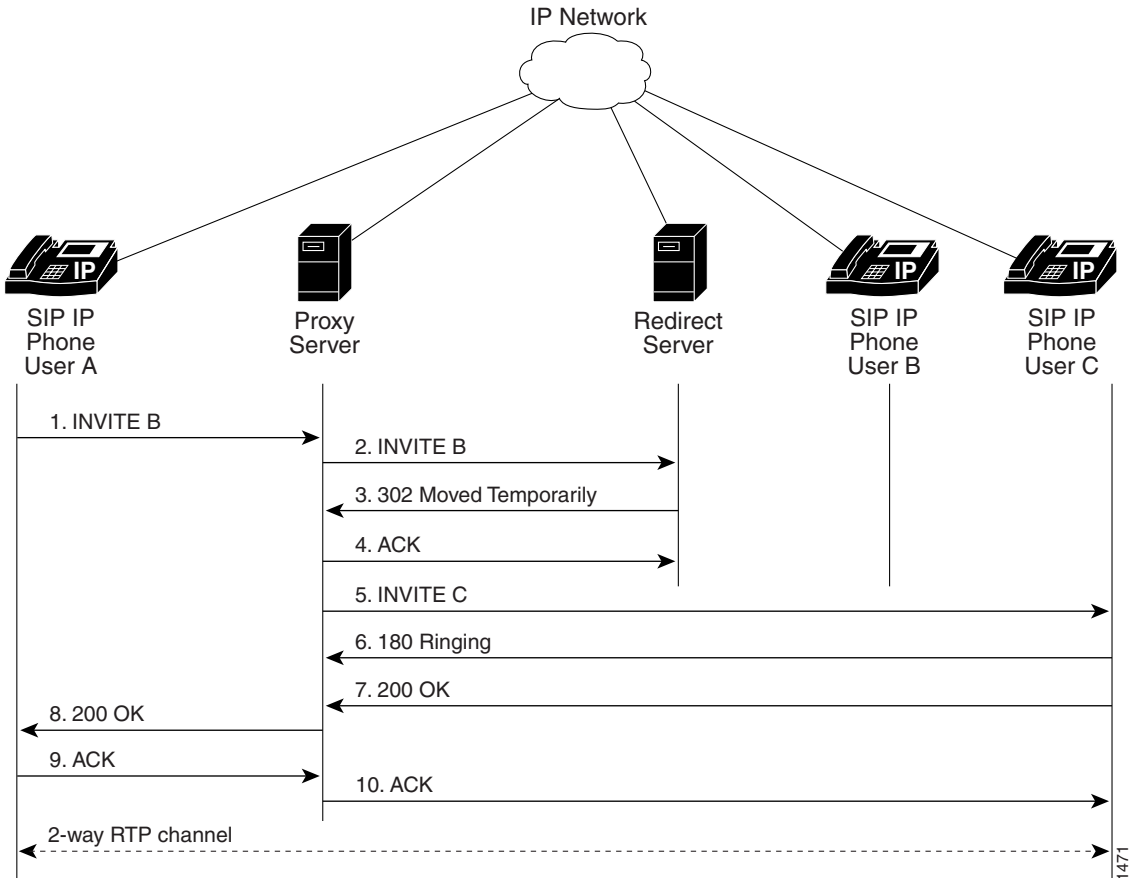 IP Network
IP
IP
IP
SIP IP
Phone
User A
Proxy
Server
Redirect
Server
SIP IP
Phone
User B
SIP IP
Phone
User C
1. INVITE B
2. INVITE B
3. 302 Moved Temporarily
4. ACK
5. INVITE C
6. 180 Ringing
7. 200 OK
8. 200 OK
9. ACK
10. ACK
2-way RTP channel
1471